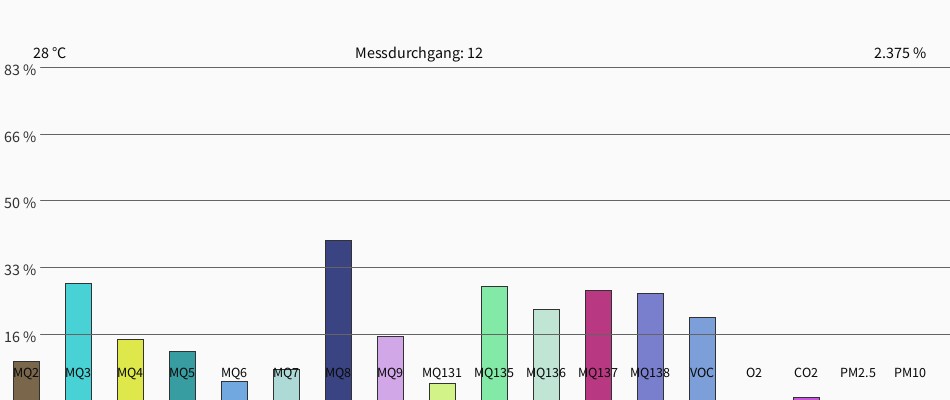 28 °C Messdurchgang: 12 2.375 %
83 %
66 %
50 %
33 %
16 %
MQ2 MQ3 MQ4 MQ5 MQ6 MQ7 MQ8 MQ9 MQ131 MQ135 MQ136 MQ137 MQ138 VOC O2 CO2 PM2.5 PM10